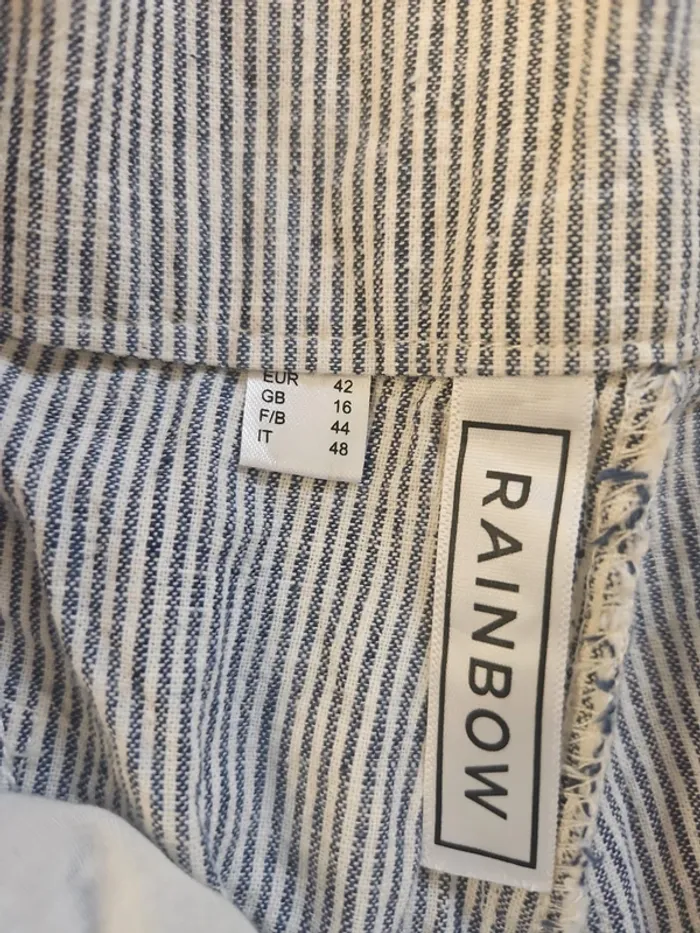 EUR 42
GB 16
F/B 44
IT 48
RAINBOW